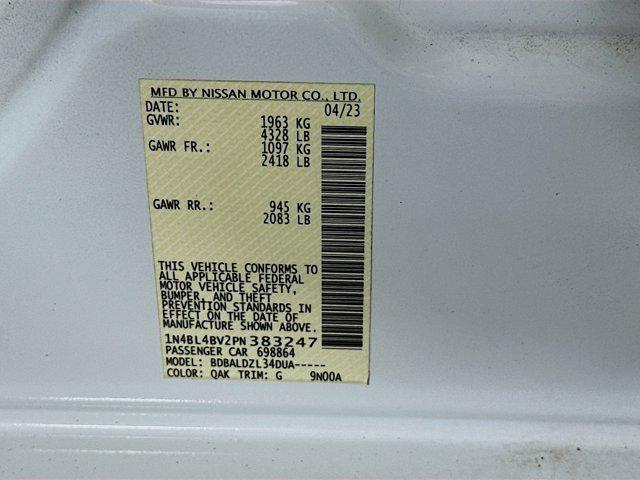 MFD BY NISSAN MOTOR CO., LTD.
DATE: 04/23
GVWR: 1963 KG
4328 LB
GAWR FR.: 1097 KG
2418 LB
GAWR RR.: 945 KG
2083 LB
THIS VEHICLE CONFORMS TO
ALL APPLICABLE FEDERAL
MOTOR VEHICLE SAFETY,
BUMPER, AND THEFT
PREVENTION STANDARDS IN
EFFECT ON THE DATE OF
MANUFACTURE SHOWN ABOVE.
1N4BL4BV2PN383247
PASSENGER CAR 698864
MODEL: BDBALDZL34DUA-----
COLOR: QAK TRIM: G 9N00A